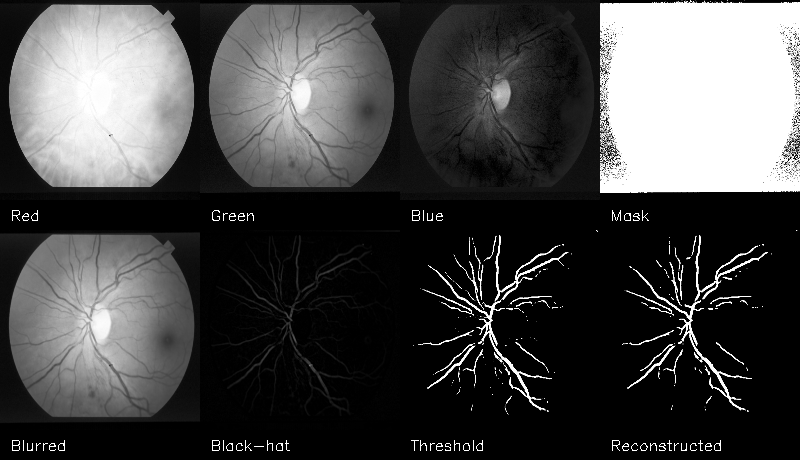 Red
Green
Blue
Mask
Blurred
Black-hat
Threshold
Reconstructed